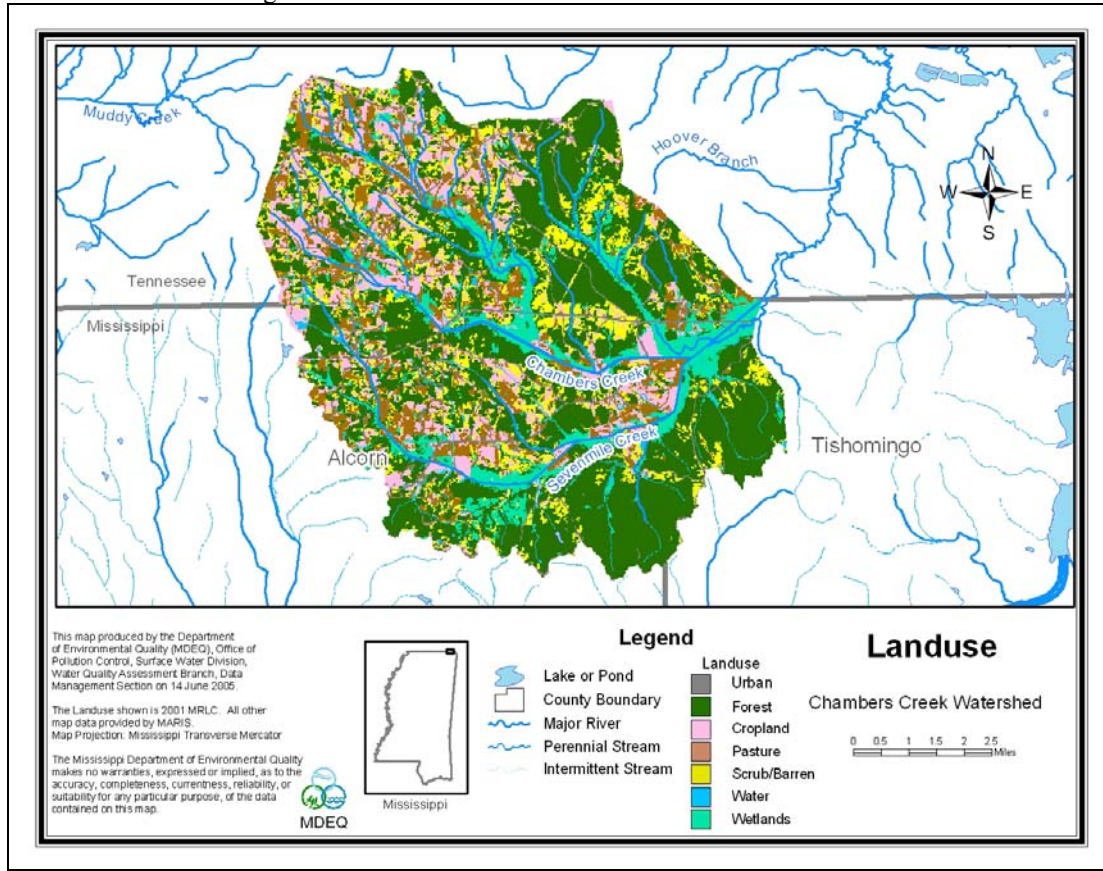 Muddy Creek
Hoover Branch
N
W E
S
Tennessee
Mississippi
Chambers Creek
Sevenmile Creek
Alcorn
Tishomingo
This map produced by the Department
of Environmental Quality (MDEQ), Office of
Pollution Control, Surface Water Division,
Water Quality Assessment Branch, Data
Management Section on 14 June 2005.
The Landuse shown is 2001 MRLC. All other
map data provided by MARIS.
Map Projection: Mississippi Transverse Mercator
The Mississippi Department of Environmental Quality
makes no warranties, expressed or implied, as to the
accuracy, completeness, currentness, reliability, or
suitability for any particular purpose, of the data
contained on this map.
MDEQ
Mississippi
Legend
Lake or Pond
County Boundary
Major River
Perennial Stream
Intermittent Stream
Landuse
Urban
Forest
Cropland
Pasture
Scrub/Barren
Water
Wetlands
Landuse
Chambers Creek Watershed
0 0.5 1 1.5 2 2.5
Miles